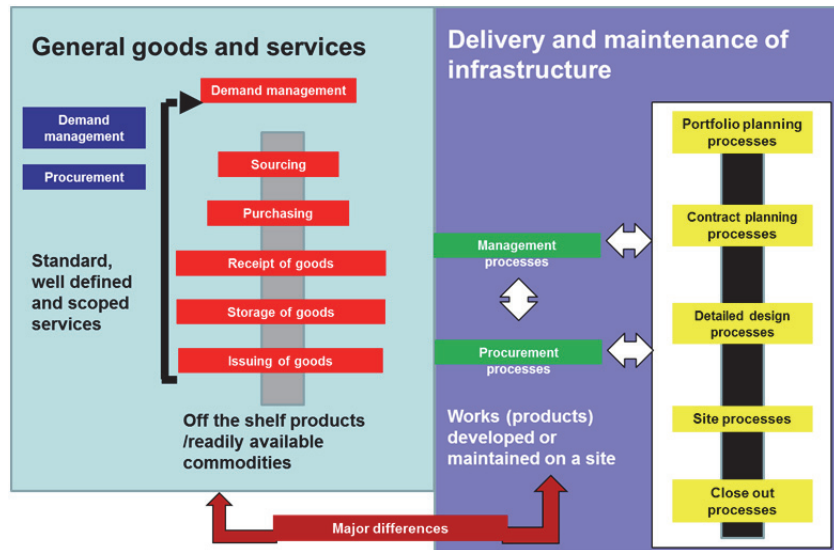 General goods and services
Demand management
Demand
management
Procurement
Sourcing
Purchasing
Receipt of goods
Storage of goods
Issuing of goods
Standard,
well defined
and scoped
services
Off the shelf products
/readily available
commodities
Delivery and maintenance of
infrastructure
Management
processes
Procurement
processes
Works (products)
developed or
maintained on a site
Portfolio planning
processes
Contract planning
processes
Detailed design
processes
Site processes
Close out
processes
Major differences